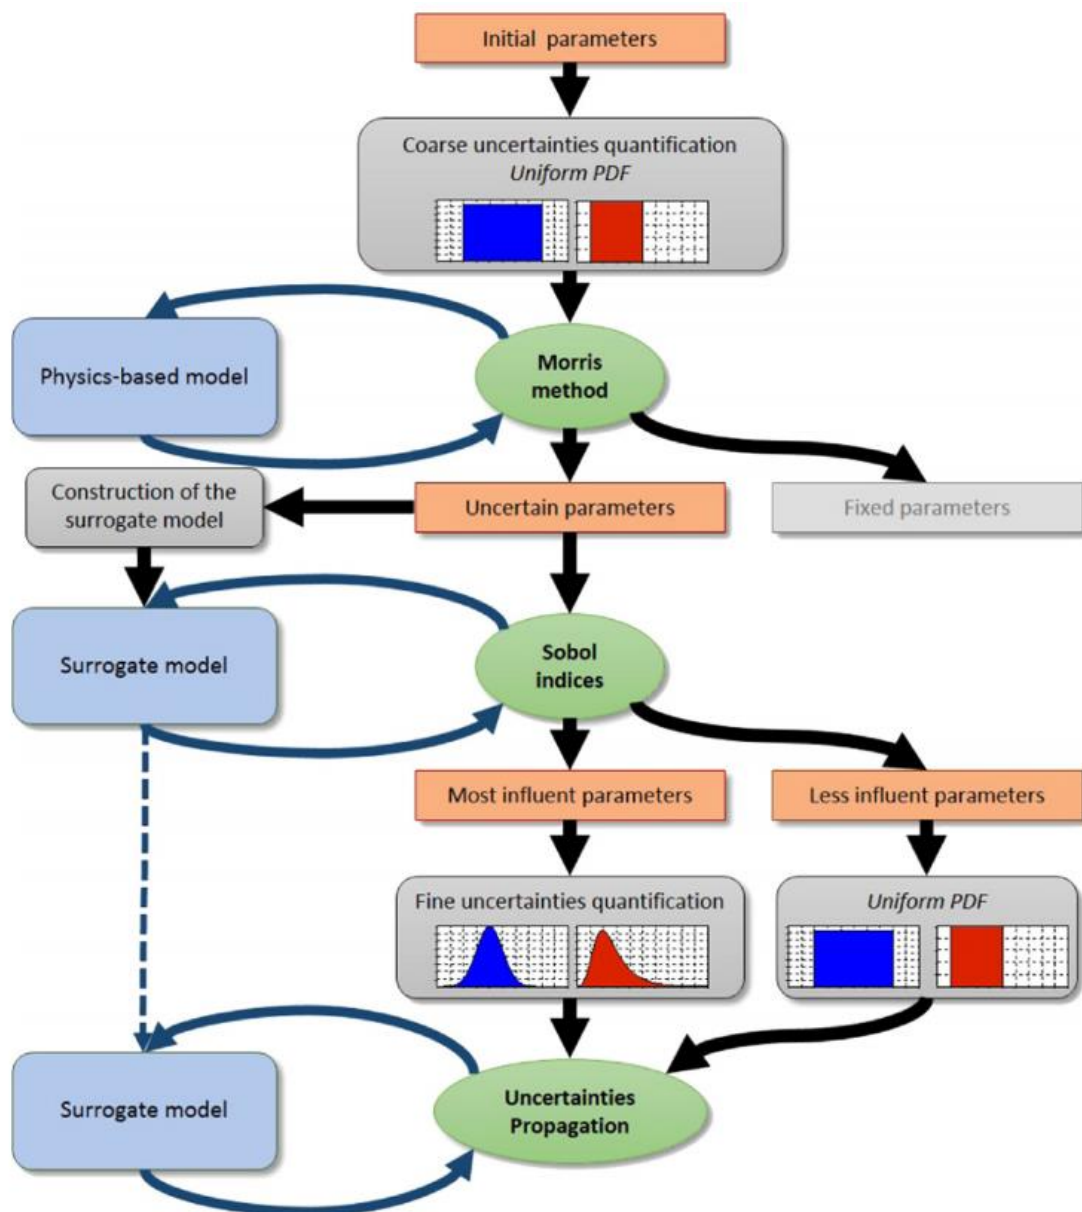 Initial parameters
Coarse uncertainties quantification
Uniform PDF
Physics-based model
Morris
method
Construction of the
surrogate model
Uncertain parameters
Fixed parameters
Surrogate model
Sobol
indices
Most influent parameters
Less influent parameters
Fine uncertainties quantification
Uniform PDF
Surrogate model
Uncertainties
Propagation